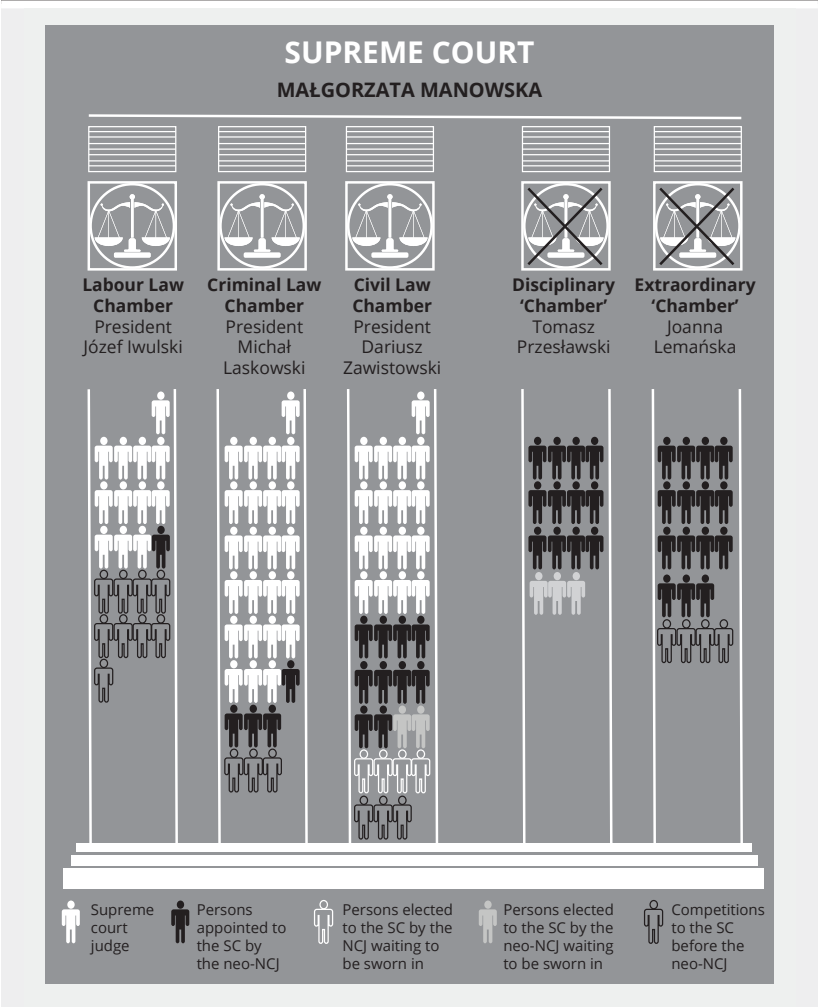 SUPREME COURT
MAŁGORZATA MANOWSKA
Labour Law
Chamber
President
Józef Iwulski
Criminal Law
Chamber
President
Michał
Laskowski
Civil Law
Chamber
President
Dariusz
Zawistowski
Disciplinary
‘Chamber’
Tomasz
Przesławski
Extraordinary
‘Chamber’
Joanna
Lemańska
Supreme
court
judge
Persons
appointed to
the SC by
the neo-NCJ
Persons elected
to the SC by the
NCJ waiting to
be sworn in
Persons elected
to the SC by the
neo-NCJ waiting
to be sworn in
Competitions
to the SC
before the
neo-NCJ